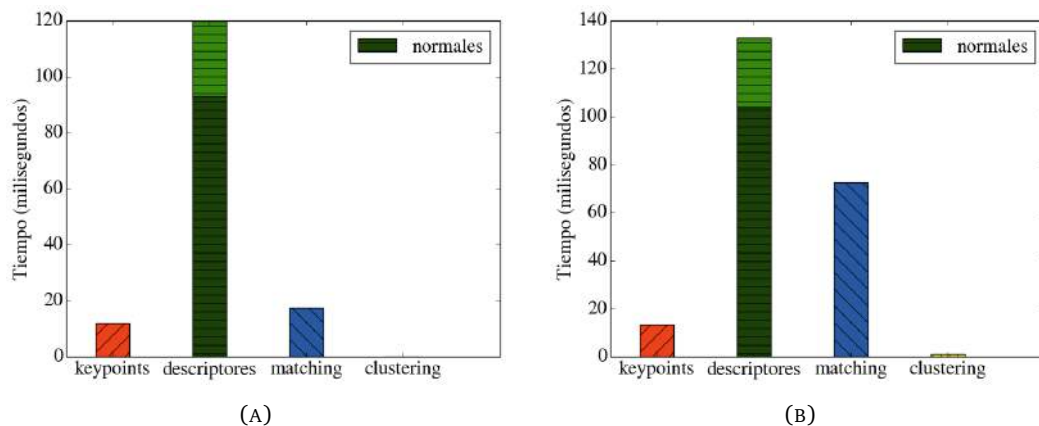 120
100
80
60
40
20
0
Tiempo (milisegundos)
normales
keypoints descriptores matching clustering
(A)
140
120
100
80
60
40
20
0
Tiempo (milisegundos)
normales
keypoints descriptores matching clustering
(B)